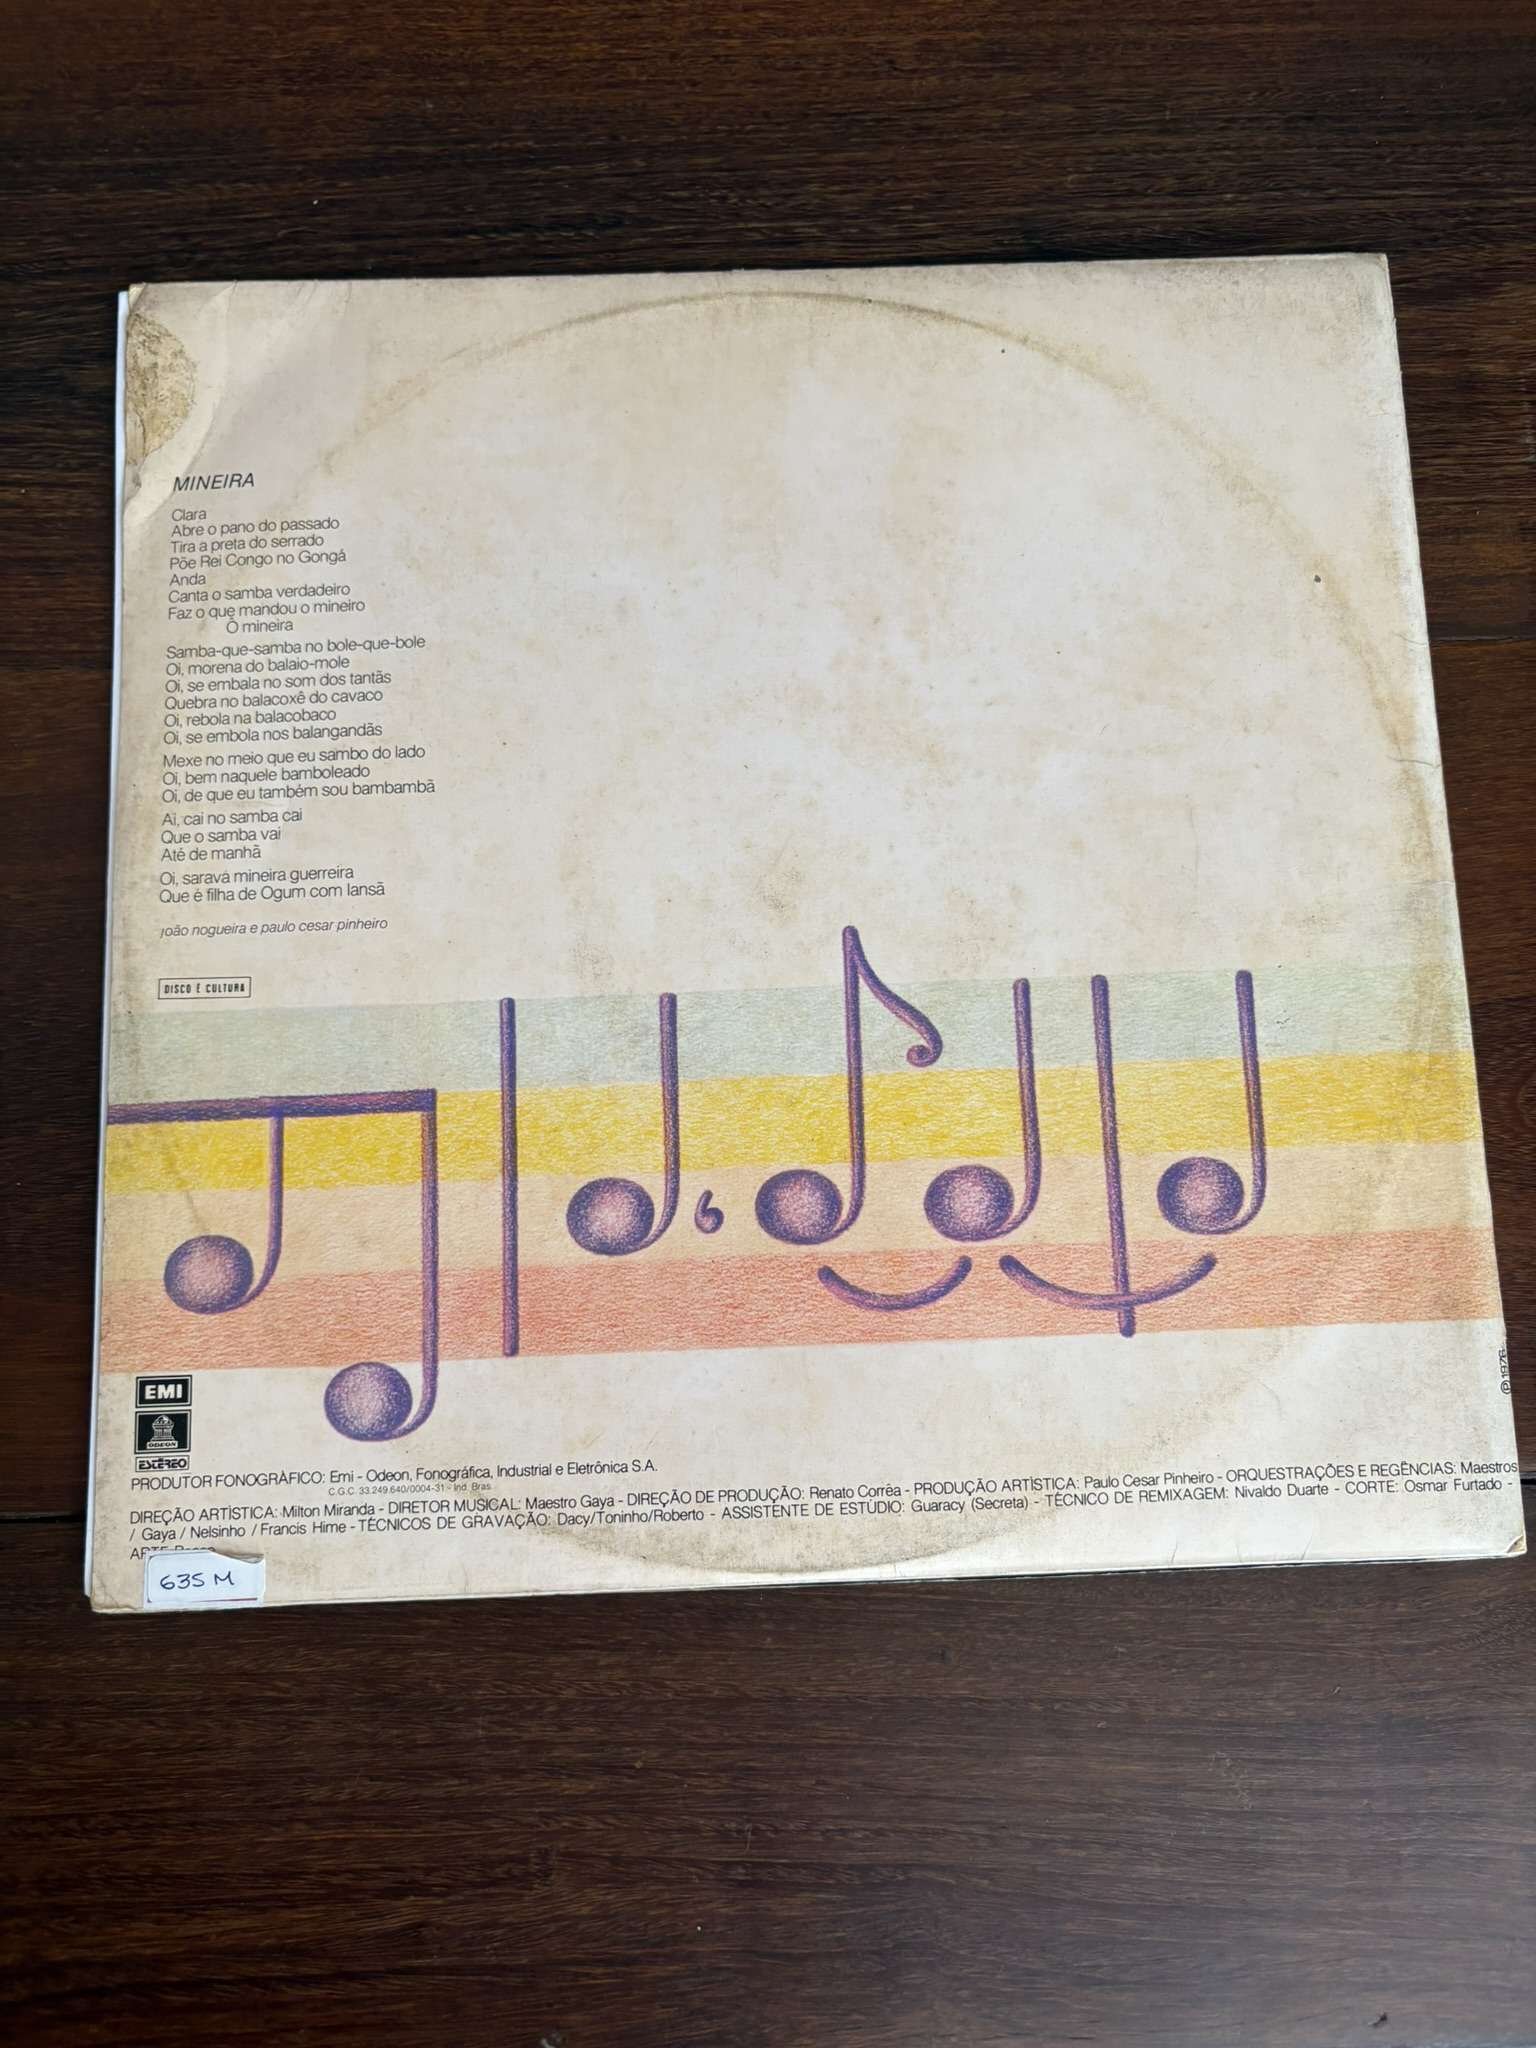 MINEIRA
Clara
Abre o pano do passado
Tira a preta do serrado
Põe Rei Congo no Gongá
Anda
Canta o samba verdadeiro
Faz o que mandou o mineiro
Ô mineira
Samba-que-samba no bole-que-bole
Oi, morena do balaio-mole
Oi, se embala no som dos tantãs
Quebra no balacoxê do cavaco
Oi, rebola na balacobaco
Oi, se embola nos balangandãs
Mexe no meio que eu sambo do lado
Oi, bem naquele bamboleado
Oi, de que eu também sou bambambã
Ai, cai no samba cai
Que o samba vai
Até de manhã
Oi, saravá mineira guerreira
Que é filha de Ogum com Iansã
joão nogueira e paulo cesar pinheiro
DISCO É CULTURA
℗ 1976
EMI
ODEON
ESTÉREO
PRODUTOR FONOGRÁFICO: Emi - Odeon, Fonográfica, Industrial e Eletrônica S.A.
C.G.C. 33.249.640/0004-31 - Ind. Bras.
DIREÇÃO ARTÍSTICA: Milton Miranda - DIRETOR MUSICAL: Maestro Gaya - DIREÇÃO DE PRODUÇÃO: Renato Corrêa - PRODUÇÃO ARTÍSTICA: Paulo Cesar Pinheiro - ORQUESTRAÇÕES E REGÊNCIAS: Maestros
/ Gaya / Nelsinho / Francis Hime - TÉCNICOS DE GRAVAÇÃO: Dacy/Toninho/Roberto - ASSISTENTE DE ESTÚDIO: Guaracy (Secreta) - TÉCNICO DE REMIXAGEM: Nivaldo Duarte - CORTE: Osmar Furtado -
635 M